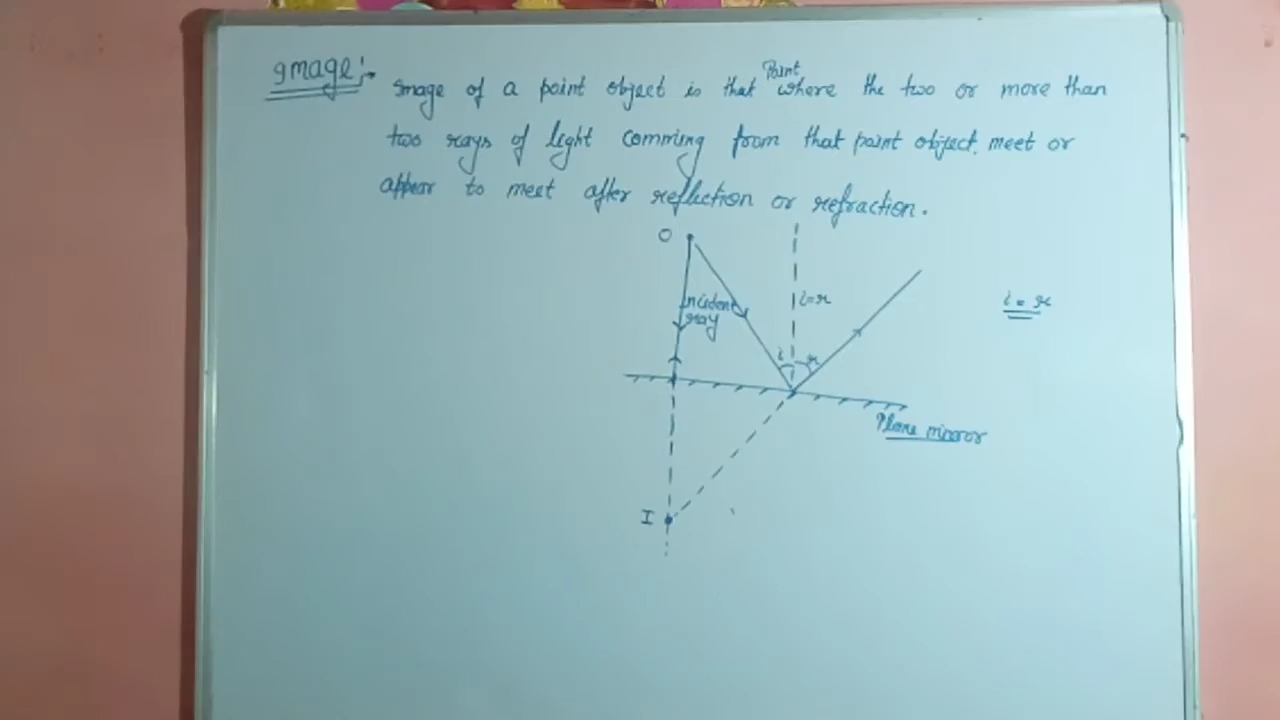 Image :→
Point
Image of a point object is that where the two or more than
two rays of light comming from that point object, meet or
appear to meet after reflection or refraction.
O
incident
ray
i=r
i = r
i
r
Plane mirror
I